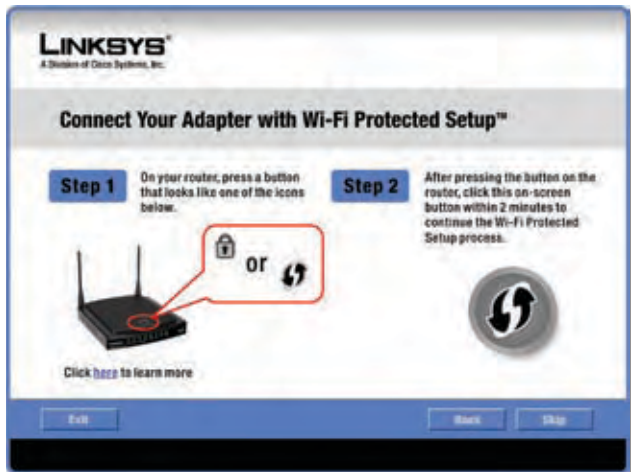 LINKSYS®
A Division of Cisco Systems, Inc.
Connect Your Adapter with Wi-Fi Protected Setup™
Step 1
On your router, press a button
that looks like one of the icons
below.
or
Click here to learn more
Step 2
After pressing the button on the
router, click this on-screen
button within 2 minutes to
continue the Wi-Fi Protected
Setup process.
Exit
Back
Skip